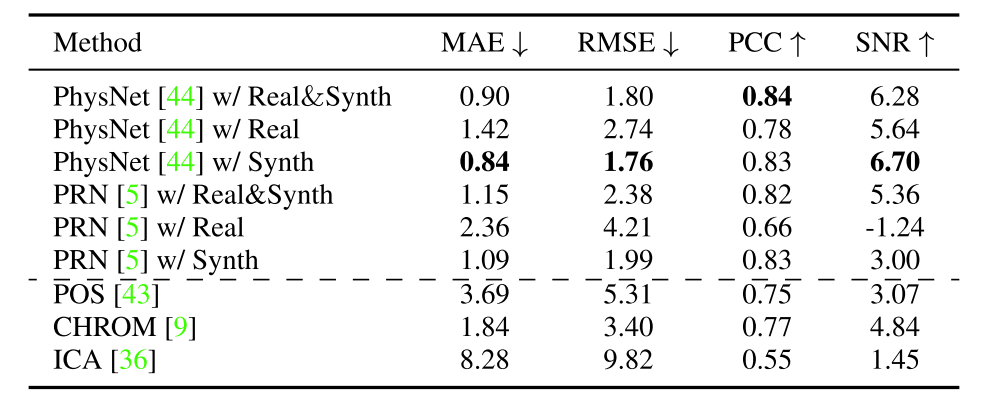 Method MAE ↓ RMSE ↓ PCC ↑ SNR ↑
PhysNet [44] w/ Real&Synth 0.90 1.80 0.84 6.28
PhysNet [44] w/ Real 1.42 2.74 0.78 5.64
PhysNet [44] w/ Synth 0.84 1.76 0.83 6.70
PRN [5] w/ Real&Synth 1.15 2.38 0.82 5.36
PRN [5] w/ Real 2.36 4.21 0.66 -1.24
PRN [5] w/ Synth 1.09 1.99 0.83 3.00
POS [43] 3.69 5.31 0.75 3.07
CHROM [9] 1.84 3.40 0.77 4.84
ICA [36] 8.28 9.82 0.55 1.45